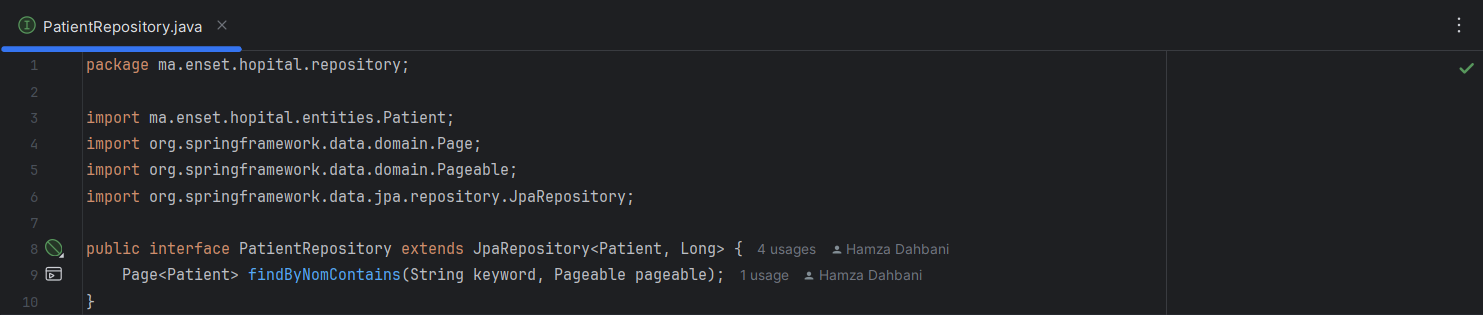 PatientRepository.java
1 package ma.enset.hopital.repository;
2
3 import ma.enset.hopital.entities.Patient;
4 import org.springframework.data.domain.Page;
5 import org.springframework.data.domain.Pageable;
6 import org.springframework.data.jpa.repository.JpaRepository;
7
8 public interface PatientRepository extends JpaRepository<Patient, Long> { 4 usages Hamza Dahbani
9 Page<Patient> findByNomContains(String keyword, Pageable pageable); 1 usage Hamza Dahbani
10 }